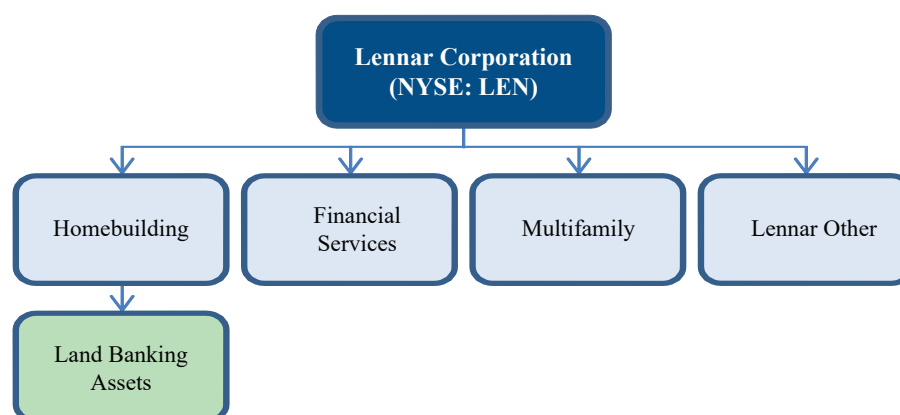 Lennar Corporation
(NYSE: LEN)
Homebuilding
Financial
Services
Multifamily
Lennar Other
Land Banking
Assets